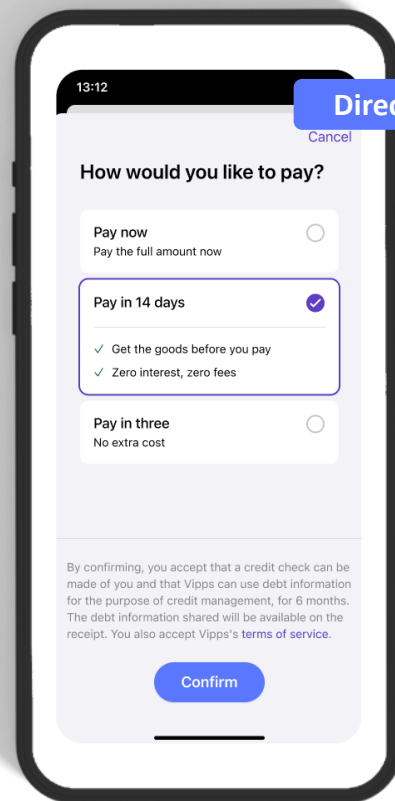 13:12
Cancel
How would you like to pay?
Pay now
Pay the full amount now
Pay in 14 days
✓ Get the goods before you pay
✓ Zero interest, zero fees
Pay in three
No extra cost
By confirming, you accept that a credit check can be
made of you and that Vipps can use debt information
for the purpose of credit management, for 6 months.
The debt information shared will be available on the
receipt. You also accept Vipps's terms of service.
Confirm